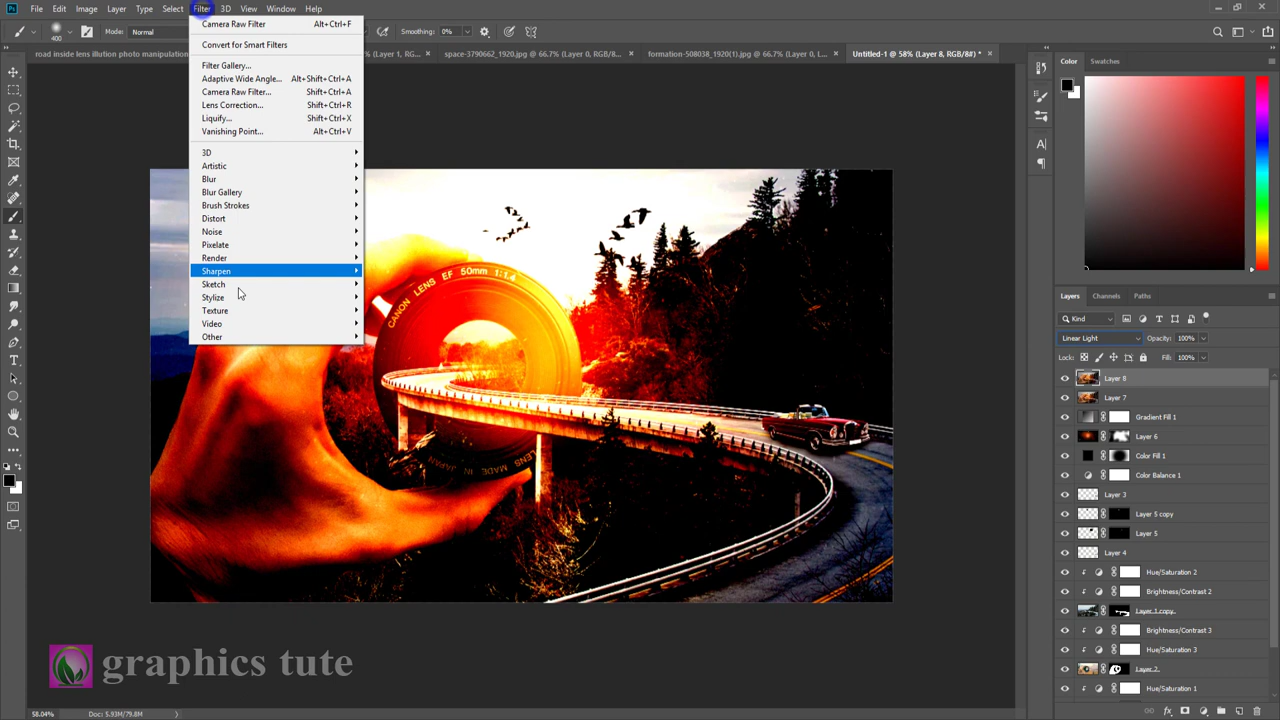 File Edit Image Layer Type Select Filter 3D View Window Help
400 Mode: Normal Smoothing: 0%
road inside lens illution photo manipulation % (Layer 1, RGB/8... × space-3790662_1920.jpg @ 66.7% (Layer 0, RGB/8... × formation-508038_1920(1).jpg @ 66.7% (Layer 0, L... × Untitled-1 @ 58% (Layer 8, RGB/8#) * ×
Camera Raw Filter Alt+Ctrl+F
Convert for Smart Filters
Filter Gallery...
Adaptive Wide Angle... Alt+Shift+Ctrl+A
Camera Raw Filter... Shift+Ctrl+A
Lens Correction... Shift+Ctrl+R
Liquify... Shift+Ctrl+X
Vanishing Point... Alt+Ctrl+V
3D
Artistic
Blur
Blur Gallery
Brush Strokes
Distort
Noise
Pixelate
Render
Sharpen
Sketch
Stylize
Texture
Video
Other
CANON LENS EF 50mm 1:1.4
LENS MADE IN JAPAN
Color Swatches
Layers Channels Paths
Kind
Linear Light Opacity: 100%
Lock: Fill: 100%
Layer 8
Layer 7
Gradient Fill 1
Layer 6
Color Fill 1
Color Balance 1
Layer 3
Layer 5 copy
Layer 5
Layer 4
Hue/Saturation 2
Brightness/Contrast 2
Layer 1 copy
Brightness/Contrast 3
Hue/Saturation 3
Layer 2
Hue/Saturation 1
graphics tute
58.04% Doc: 5.93M/79.8M